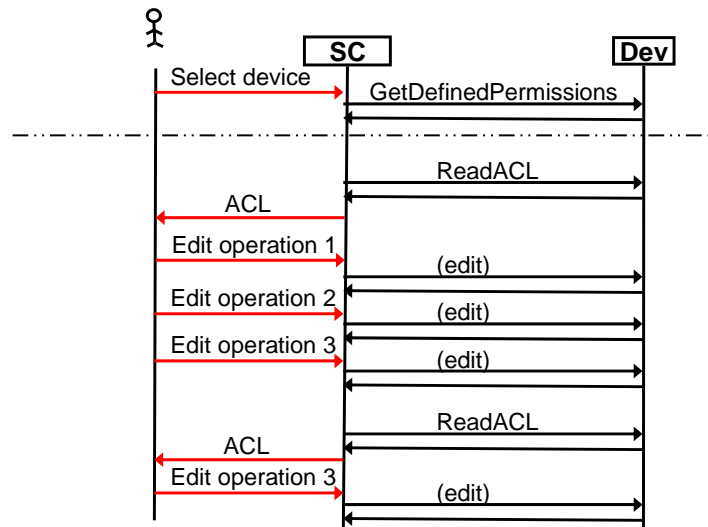 SC
Dev
Select device
GetDefinedPermissions
ReadACL
ACL
Edit operation 1
(edit)
Edit operation 2
(edit)
Edit operation 3
(edit)
ReadACL
ACL
Edit operation 3
(edit)